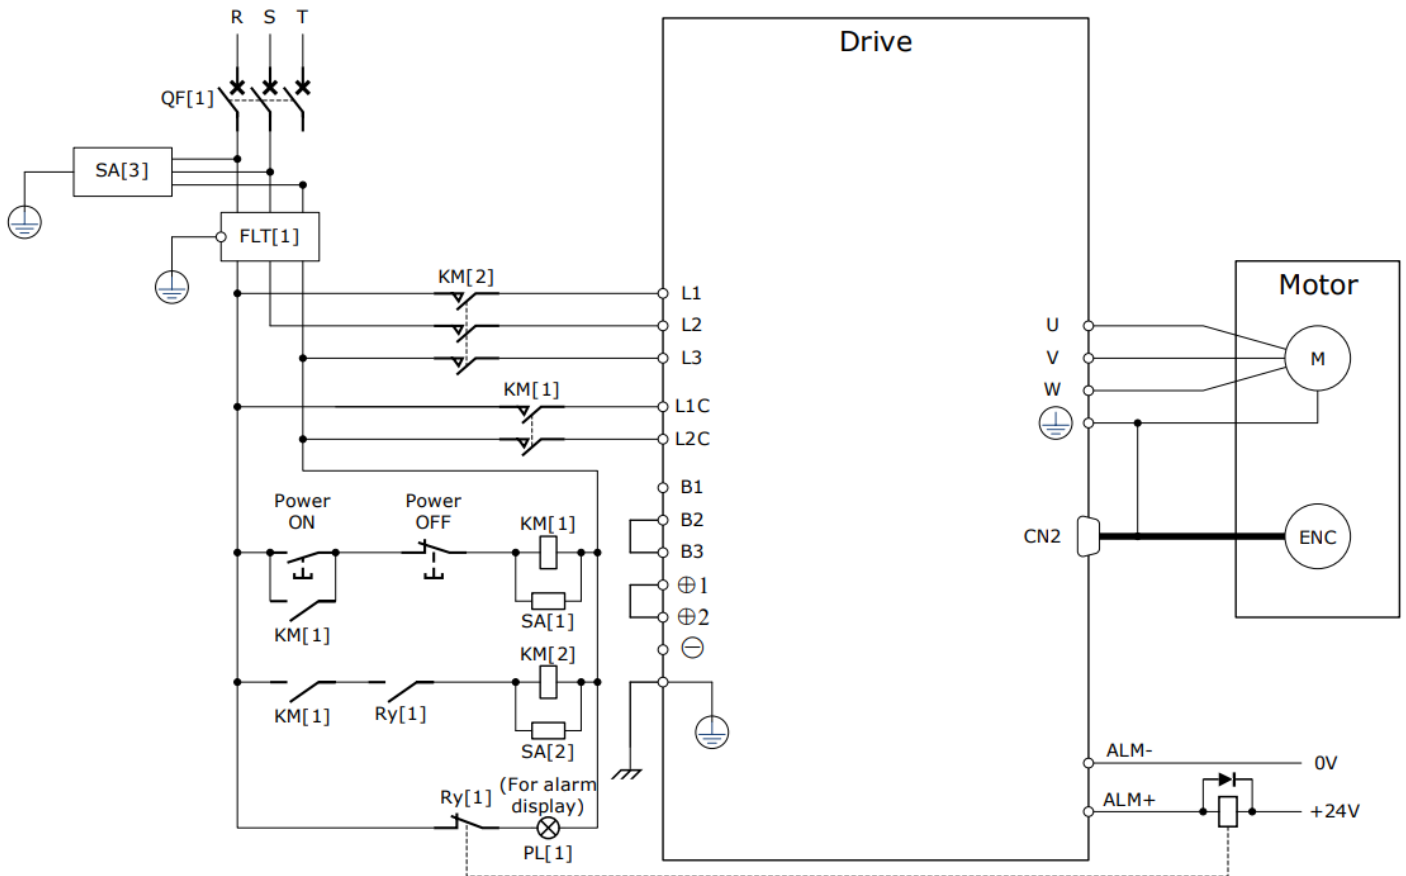 R S T
Drive
QF[1]
SA[3]
FLT[1]
KM[2]
L1
Motor
L2
U
L3
V
M
KM[1]
W
L1C
L2C
B1
Power
ON
Power
OFF
KM[1]
B2
B3
CN2
ENC
⊕1
SA[1]
⊕2
KM[1]
KM[2]
⊖
KM[1]
Ry[1]
SA[2]
ALM-
0V
(For alarm
display)
Ry[1]
ALM+
+24V
PL[1]